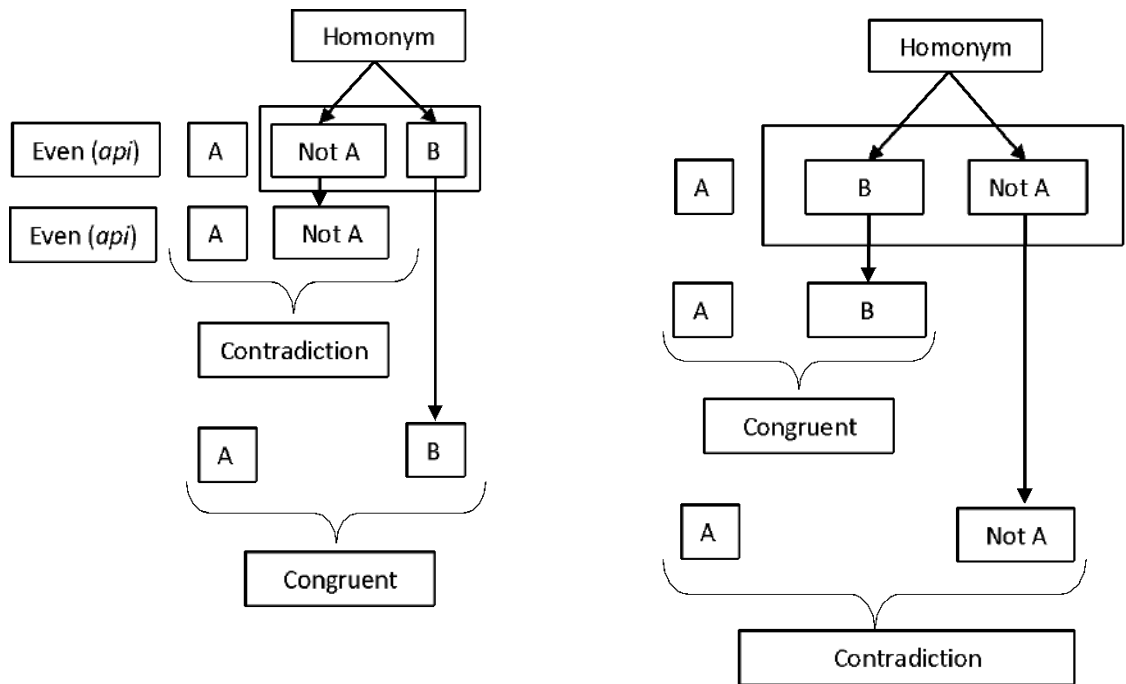 Homonym
Even (api) A Not A B
Even (api) A Not A
Contradiction
A B
Congruent
Homonym
A B Not A
A B
Congruent
A Not A
Contradiction